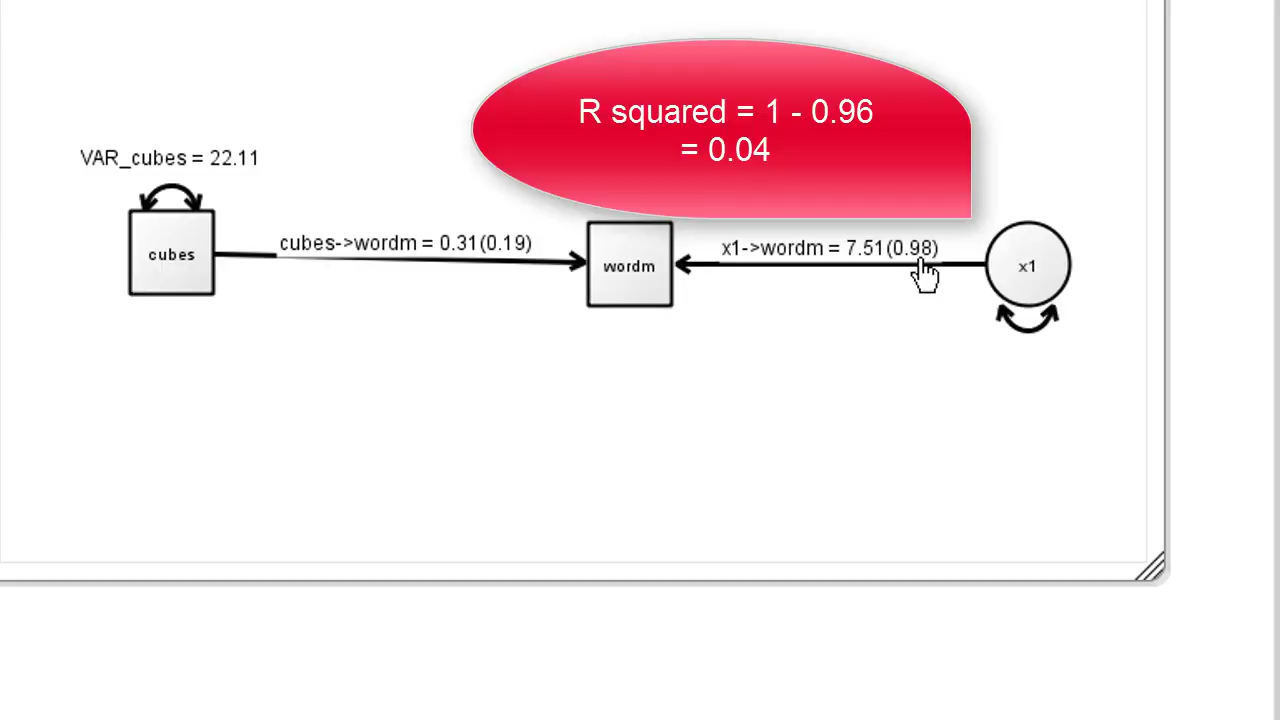 R squared = 1 - 0.96
= 0.04
VAR_cubes = 22.11
cubes->wordm = 0.31(0.19)
x1->wordm = 7.51(0.98)
cubes
wordm
x1